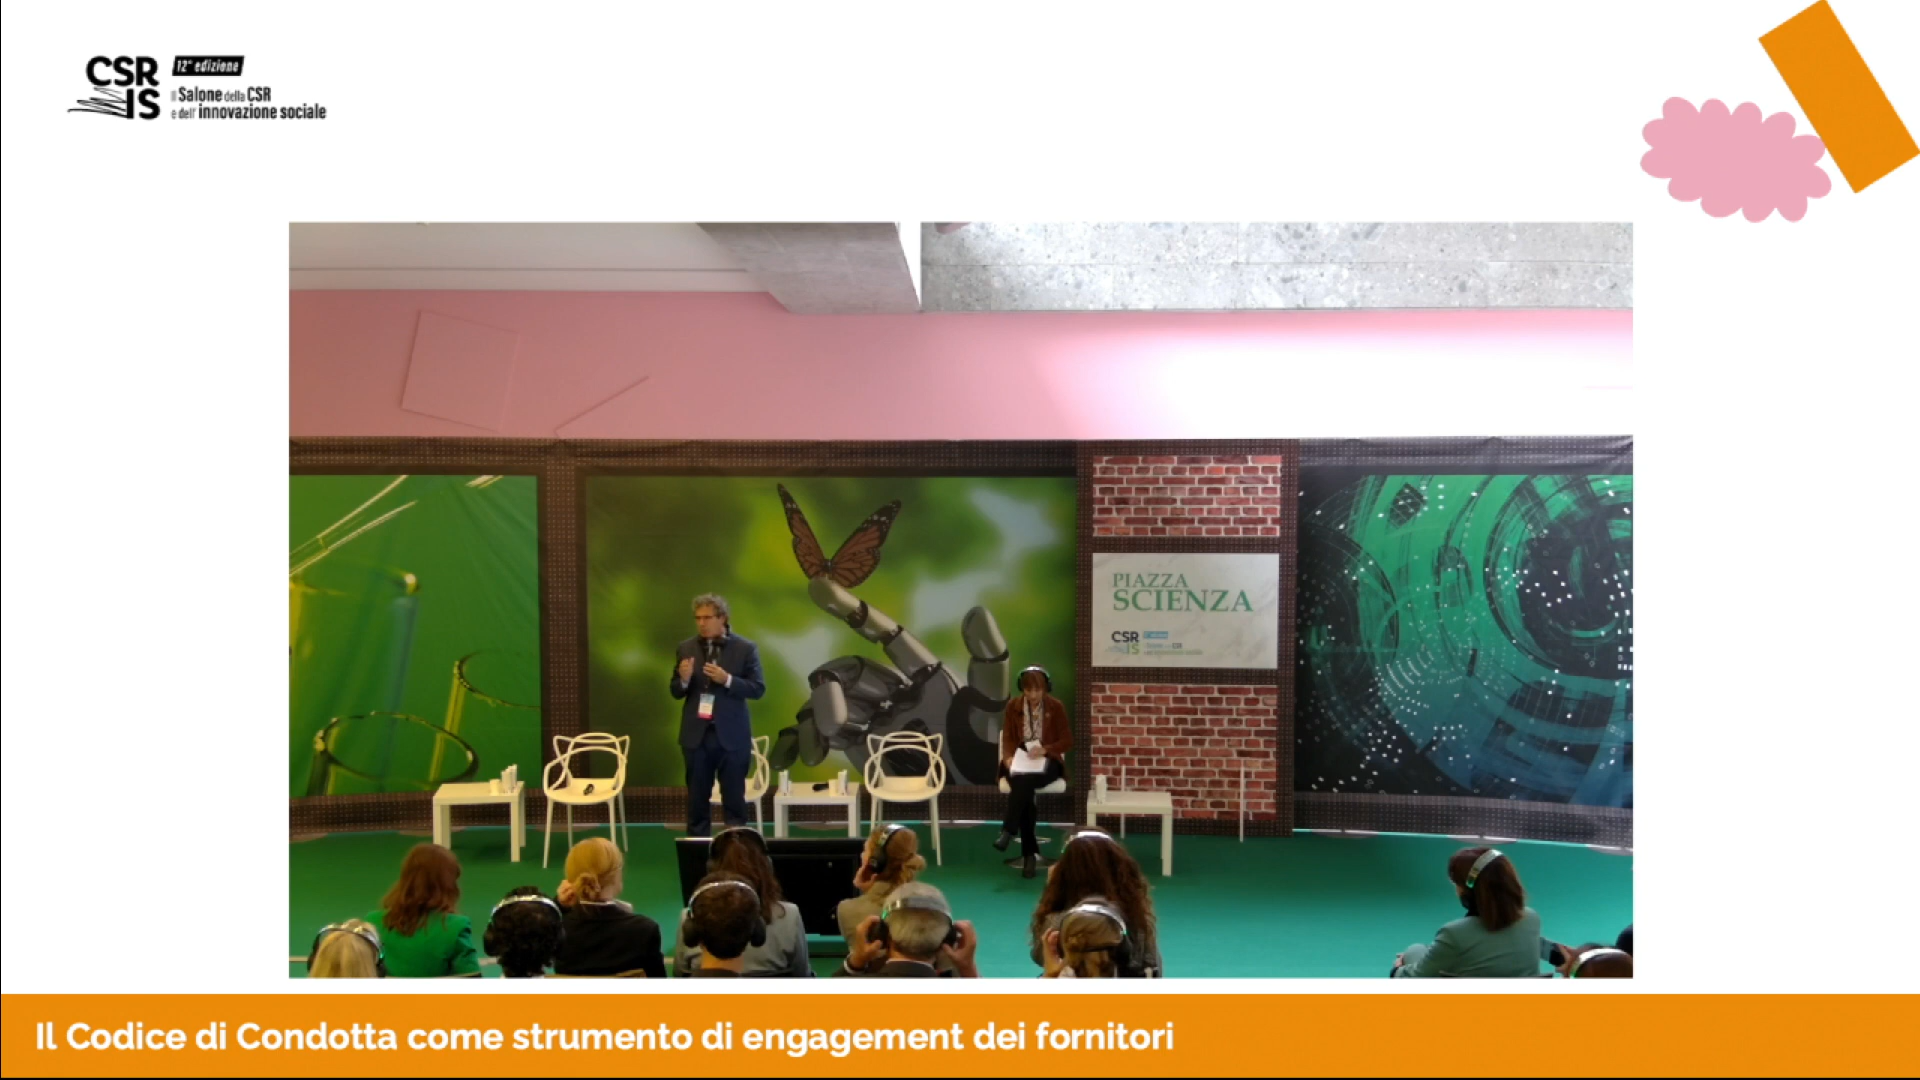 CSR
IS
12° edizione
Il Salone della CSR
e dell'innovazione sociale
PIAZZA
SCIENZA
CSR
IS
Il Codice di Condotta come strumento di engagement dei fornitori